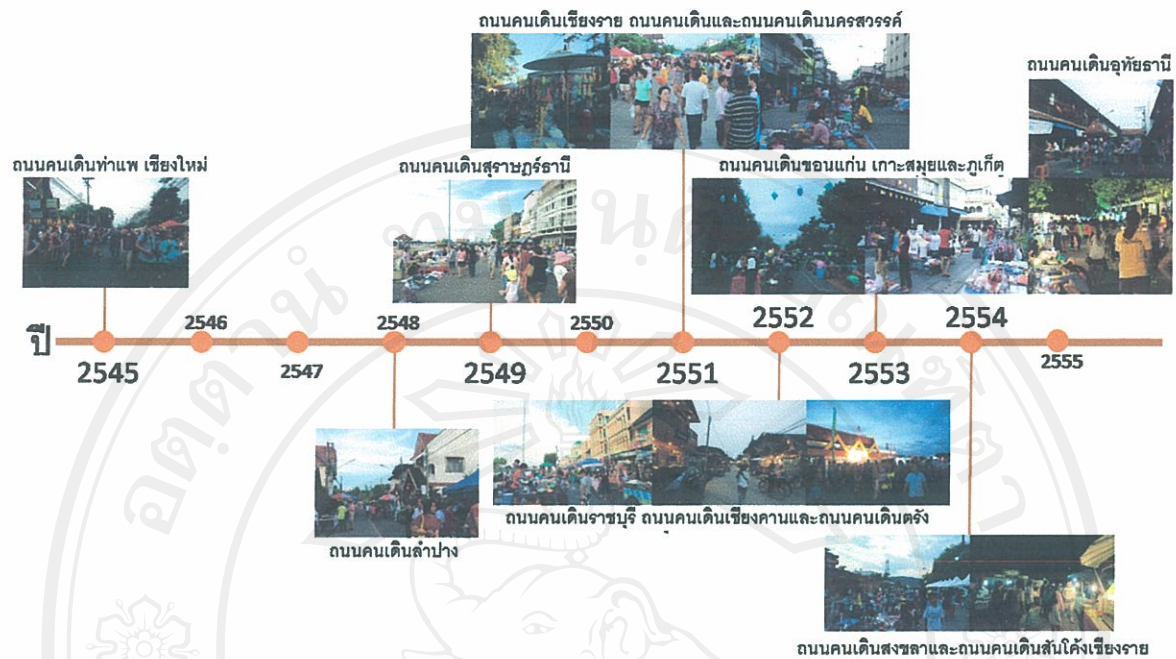 ถนนคนเดินเชียงราย ถนนคนเดินและถนนคนเดินนครสวรรค์
ถนนคนเดินอุทัยธานี
ถนนคนเดินท่าแพ เชียงใหม่
ถนนคนเดินสุราษฎร์ธานี
ถนนคนเดินขอนแก่น เกาะสมุยและภูเก็ต
ปี
2545
2546
2547
2548
2549
2550
2551
2552
2553
2554
2555
ถนนคนเดินลำปาง
ถนนคนเดินราชบุรี ถนนคนเดินเชียงคานและถนนคนเดินตรัง
ถนนคนเดินสงขลาและถนนคนเดินสันโค้งเชียงราย